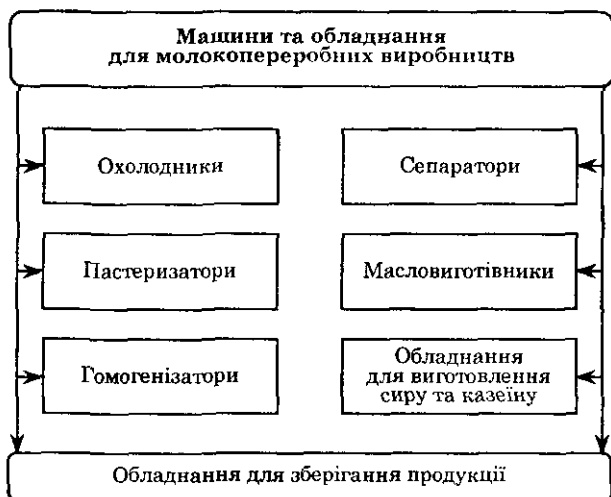 Машини та обладнання
для молокопереробних виробництв
Охолодники
Сепаратори
Пастеризатори
Масловиготівники
Гомогенізатори
Обладнання
для виготовлення
сиру та казеїну
Обладнання для зберігання продукції